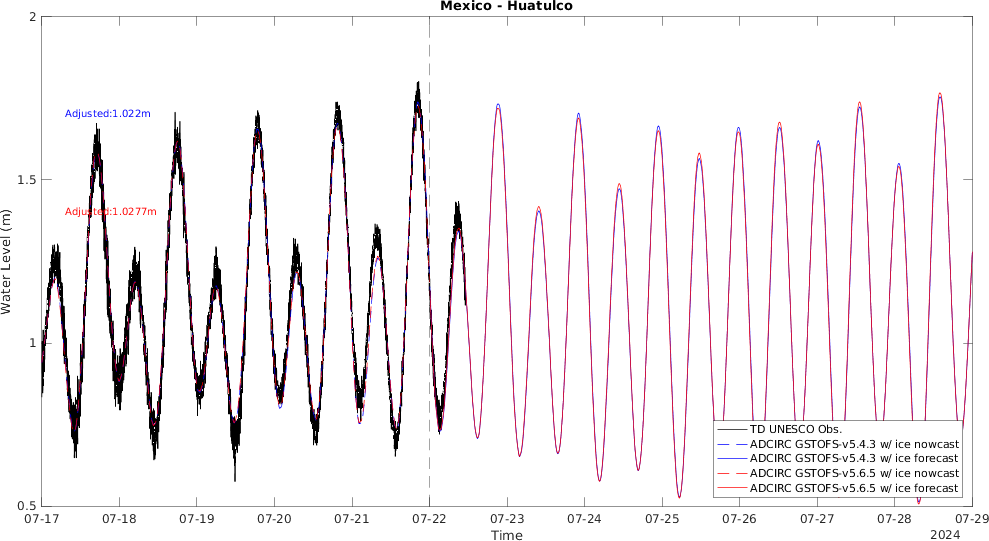 Mexico - Huatulco
2
1.5
1
0.5
Water Level (m)
Adjusted:1.022m
Adjusted:1.0277m
TD UNESCO Obs.
ADCIRC GSTOFS-v5.4.3 w/ ice nowcast
ADCIRC GSTOFS-v5.4.3 w/ ice forecast
ADCIRC GSTOFS-v5.6.5 w/ ice nowcast
ADCIRC GSTOFS-v5.6.5 w/ ice forecast
07-17 07-18 07-19 07-20 07-21 07-22 07-23 07-24 07-25 07-26 07-27 07-28 07-29
Time
2024